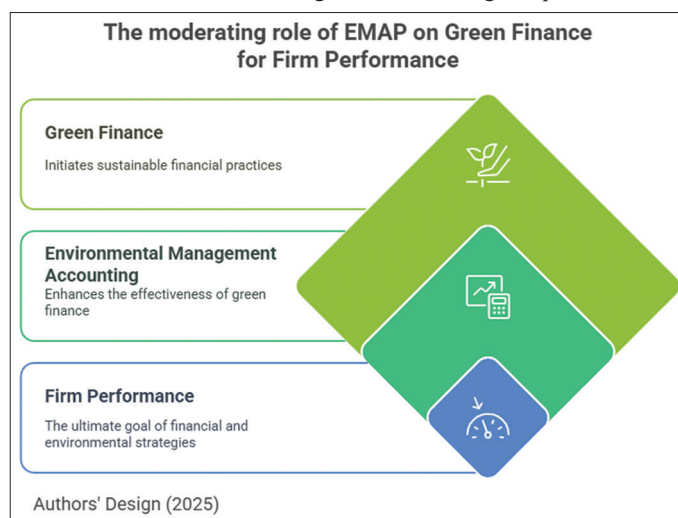 The moderating role of EMAP on Green Finance
for Firm Performance
Green Finance
Initiates sustainable financial practices
Environmental Management
Accounting
Enhances the effectiveness of green
finance
Firm Performance
The ultimate goal of financial and
environmental strategies
Authors' Design (2025)